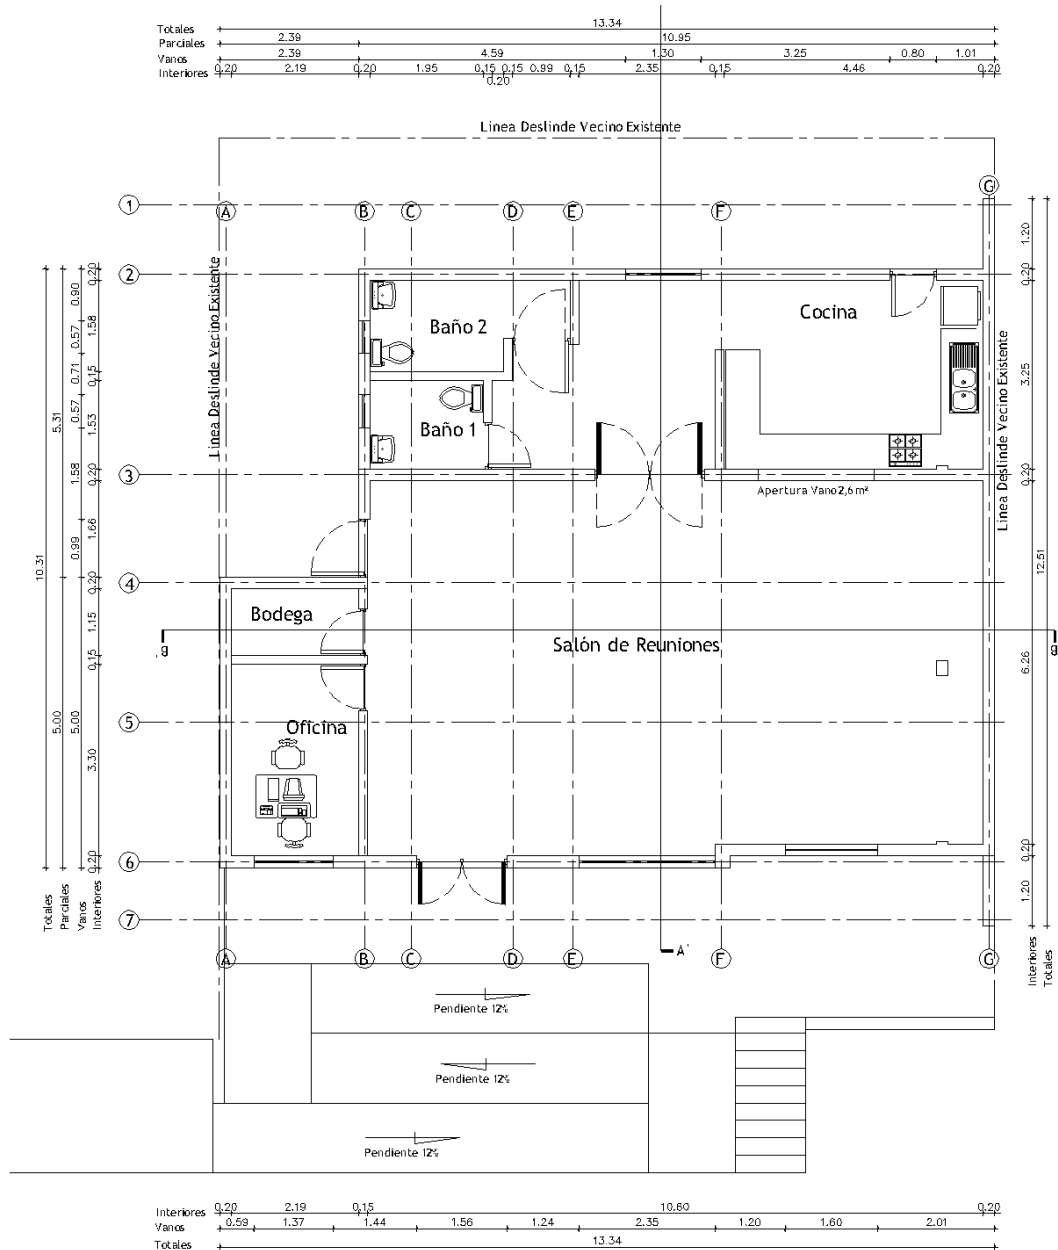 Totales 13.34
Parciales 2.39 10.95
Vanos 2.39 4.59 1.30 3.25 0.80 1.01
Interiores 0.20 2.19 0.20 1.95 0.15 0.15 0.99 0.15 2.35 0.15 4.46 0.20
0.20
Linea Deslinde Vecino Existente
G
1
A B C D E F
2
Linea Deslinde Vecino Existente
Linea Deslinde Vecino Existente
Baño 2
Cocina
Baño 1
3
Apertura Vano 2,6 m²
4
Bodega
Salón de Reuniones
B'
B
5
Oficina
6
7
A'
A B C D E F G
10.31
Totales
5.31 5.00
Parciales
0.90 0.57 0.71 0.57 1.58 0.99 5.00
Vanos
0.20 1.58 0.15 1.53 0.20 1.66 0.20 1.15 0.15 3.30 0.20
Interiores
1.20 0.20 3.25 0.20 6.26 0.20 1.20
Interiores
12.51
Totales
Pendiente 12%
Pendiente 12%
Pendiente 12%
Interiores 0.20 2.19 0.15 10.60 0.20
Vanos 0.59 1.37 1.44 1.56 1.24 2.35 1.20 1.60 2.01
Totales 13.34